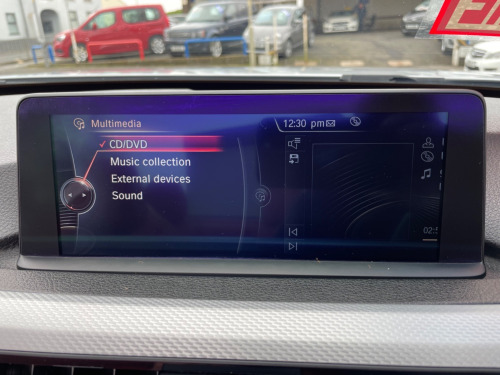 Multimedia
12:30 pm
CD/DVD
Music collection
External devices
Sound